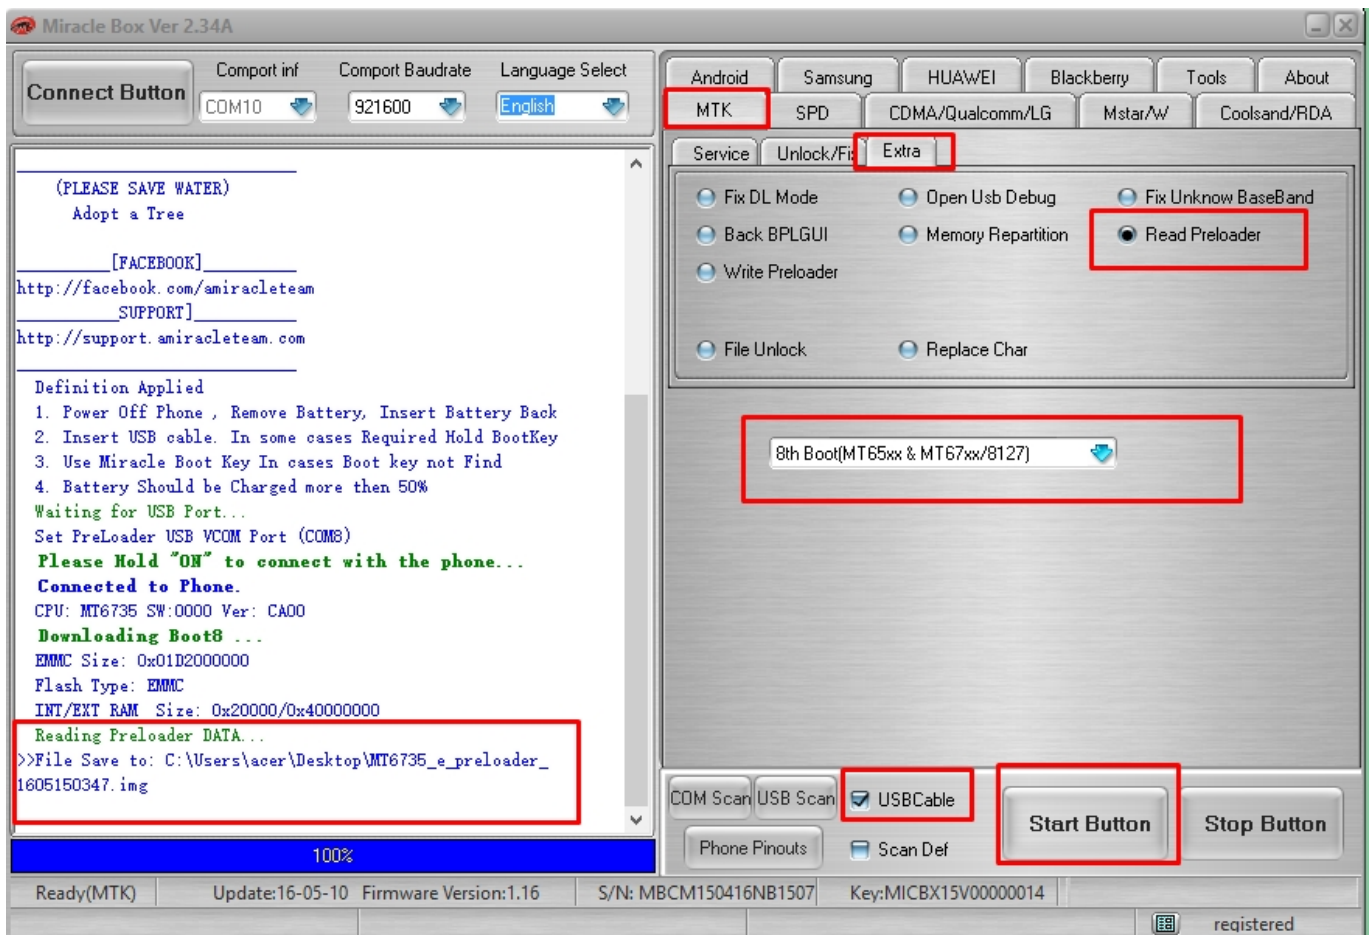 Miracle Box Ver 2.34A
Connect Button
Comport inf
Comport Baudrate
Language Select
COM10
921600
English
(PLEASE SAVE WATER)
Adopt a Tree
__________[FACEBOOK]__________
http://facebook.com/amiracleteam
___________SUPPORT]___________
http://support.amiracleteam.com
Definition Applied
1. Power Off Phone , Remove Battery, Insert Battery Back
2. Insert USB cable. In some cases Required Hold BootKey
3. Use Miracle Boot Key In cases Boot key not Find
4. Battery Should be Charged more then 50%
Waiting for USB Port...
Set PreLoader USB VCOM Port (COM8)
Please Hold "ON" to connect with the phone...
Connected to Phone.
CPU: MT6735 SW:0000 Ver: CA00
Downloading Boot8 ...
EMMC Size: 0x01D2000000
Flash Type: EMMC
INT/EXT RAM  Size: 0x20000/0x40000000
Reading Preloader DATA...
>>File Save to: C:\Users\acer\Desktop\MT6735_e_preloader_
1605150347.img
100%
Android Samsung HUAWEI Blackberry Tools About
MTK SPD CDMA/Qualcomm/LG Mstar/W Coolsand/RDA
Service Unlock/Fi Extra
Fix DL Mode Open Usb Debug Fix Unknow BaseBand
Back BPLGUI Memory Repartition Read Preloader
Write Preloader
File Unlock Replace Char
8th Boot(MT65xx & MT67xx/8127)
COM Scan USB Scan USBCable
Phone Pinouts Scan Def
Start Button Stop Button
Ready(MTK) Update:16-05-10 Firmware Version:1.16 S/N: MBCM150416NB1507 Key:MICBX15V00000014
registered